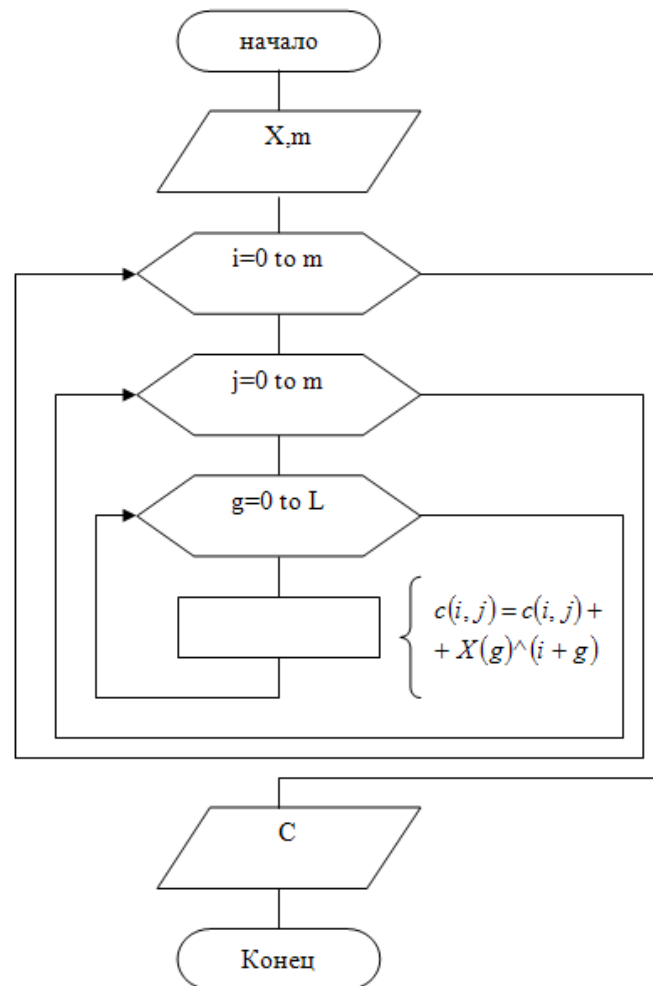 начало
X,m
i=0 to m
j=0 to m
g=0 to L
c(i, j) = c(i, j) +
+ X(g)^(i + g)
C
Конец